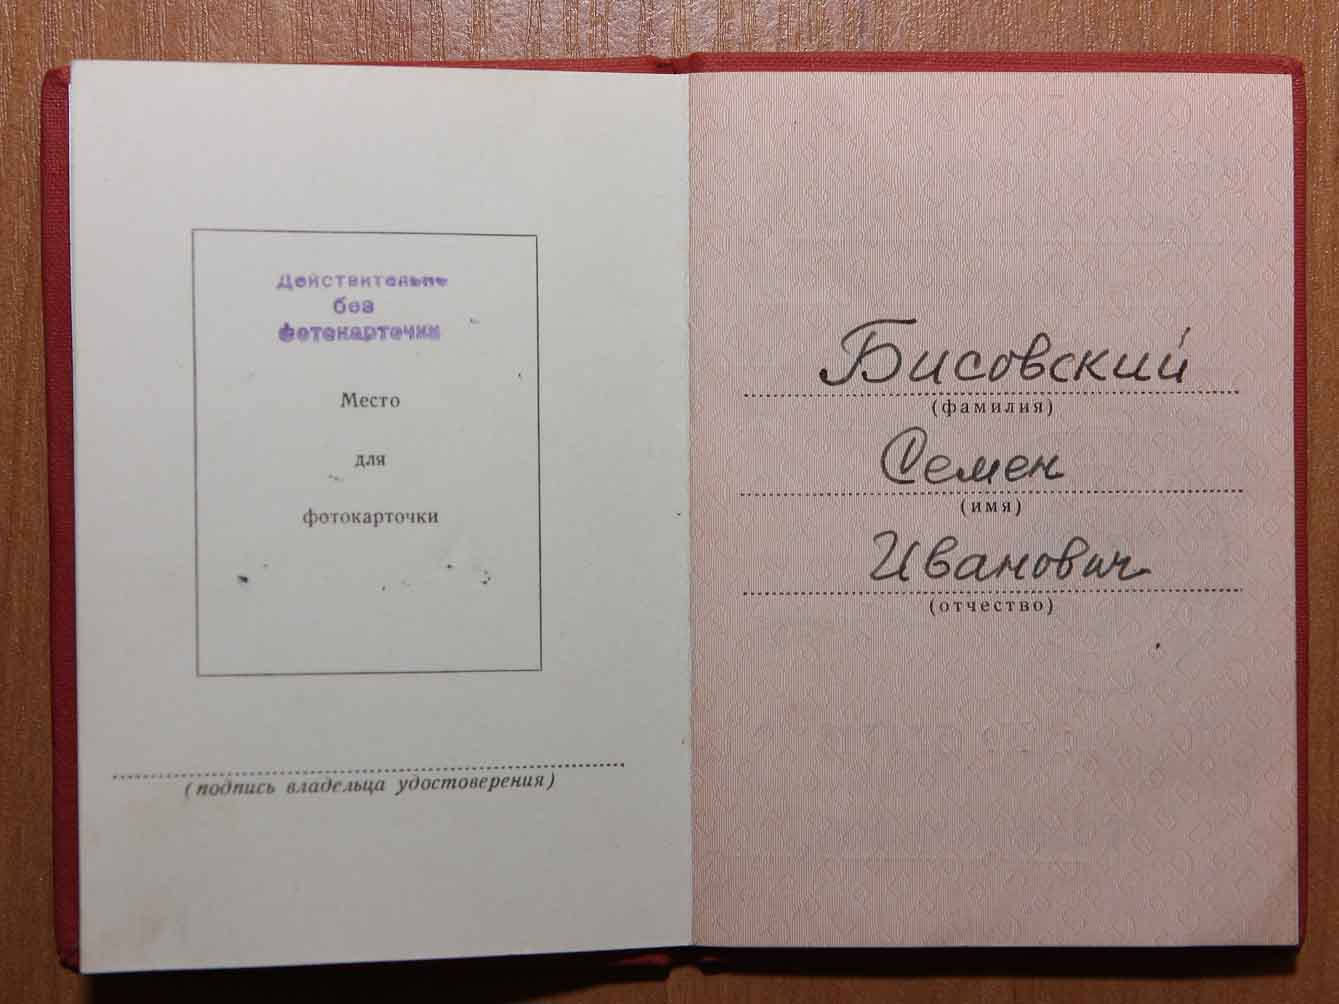 Действительно
без
фотокарточки
Место
для
фотокарточки
(подпись владельца удостоверения)
Бисовский
(фамилия)
Семен
(имя)
Иванович
(отчество)